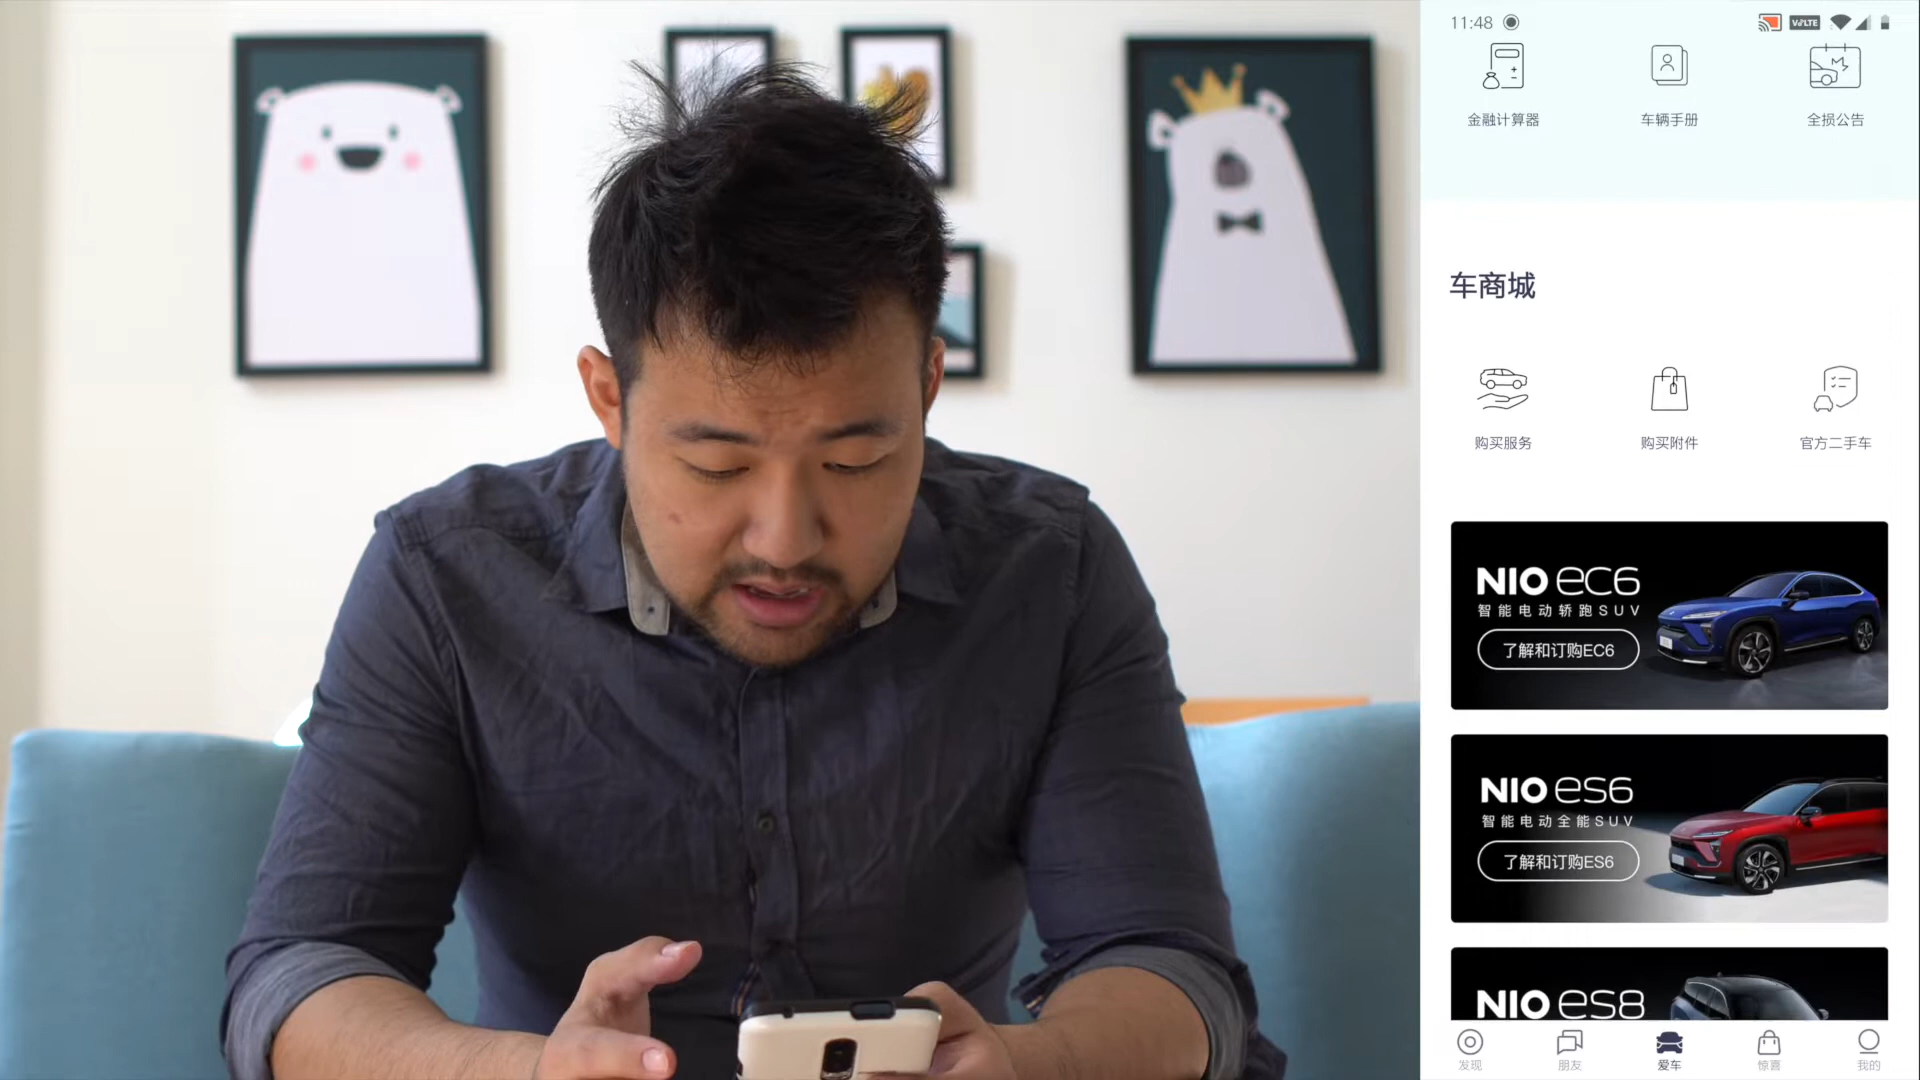 11:48
VoLTE
金融计算器
车辆手册
全损公告
车商城
购买服务
购买附件
官方二手车
NIO eC6
智能电动轿跑SUV
了解和订购EC6
NIO eS6
智能电动全能SUV
了解和订购ES6
NIO eS8
发现
朋友
爱车
惊喜
我的